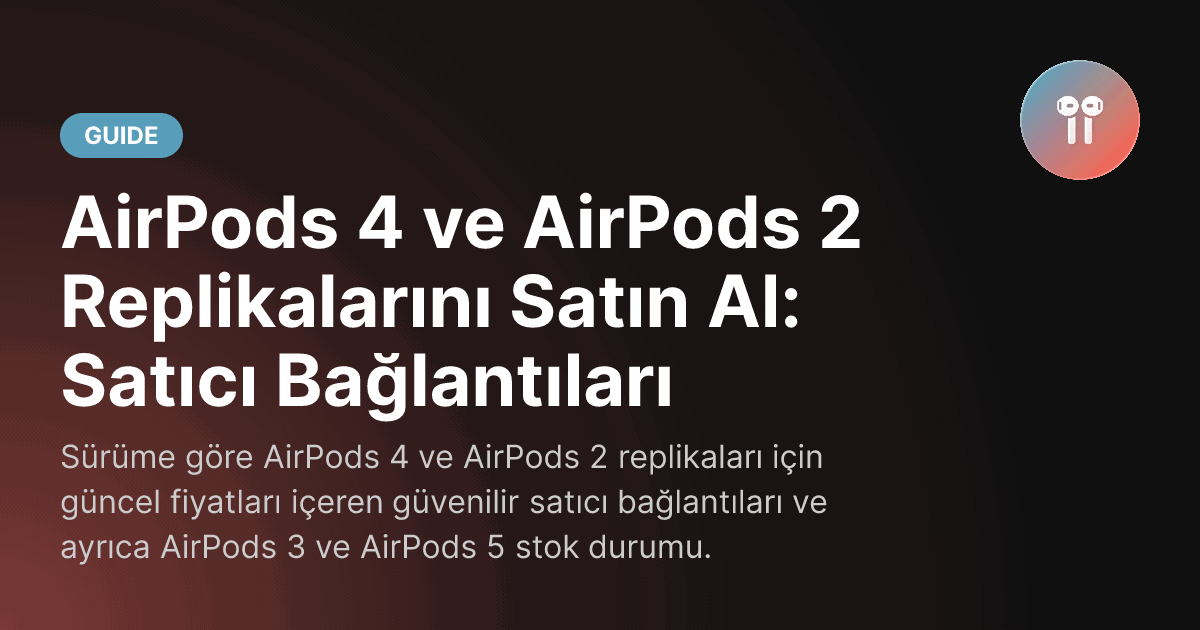 GUIDE
AirPods 4 ve AirPods 2
Replikalarını Satın Al:
Satıcı Bağlantıları
Sürüme göre AirPods 4 ve AirPods 2 replikaları için
güncel fiyatları içeren güvenilir satıcı bağlantıları ve
ayrıca AirPods 3 ve AirPods 5 stok durumu.